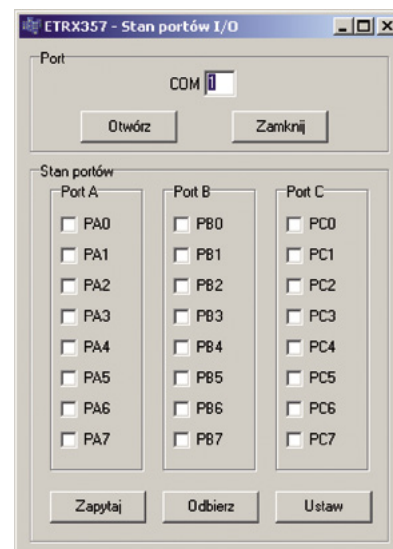 ETRX357 - Stan portów I/O
Port
COM 1
Otwórz Zamknij
Stan portów
Port A Port B Port C
PA0 PB0 PC0
PA1 PB1 PC1
PA2 PB2 PC2
PA3 PB3 PC3
PA4 PB4 PC4
PA5 PB5 PC5
PA6 PB6 PC6
PA7 PB7 PC7
Zapytaj Odbierz Ustaw